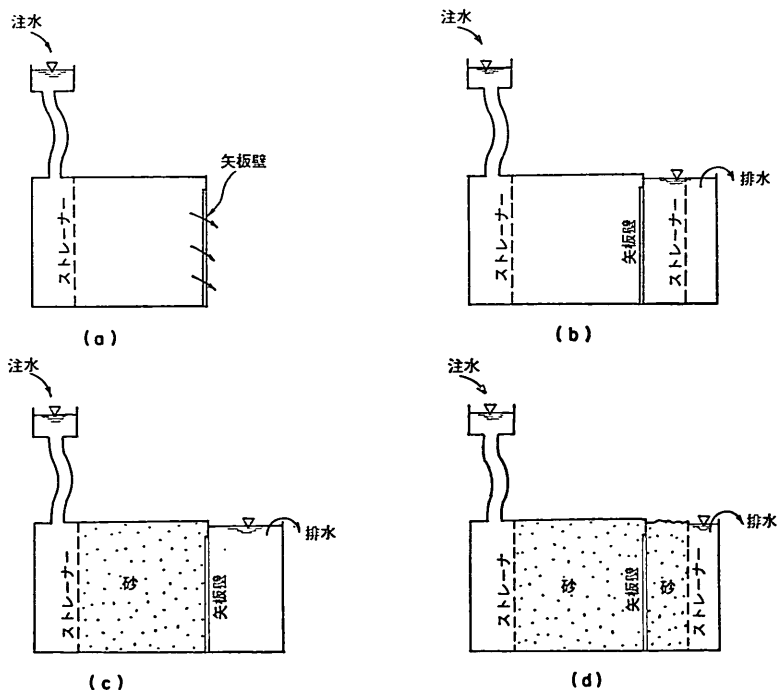 注水
矢板壁
ストレーナー
(a)
注水
排水
ストレーナー
矢板壁
ストレーナー
(b)
注水
排水
ストレーナー
砂
矢板壁
(c)
注水
排水
ストレーナ
砂
矢板壁
砂
ストレーナー
(d)